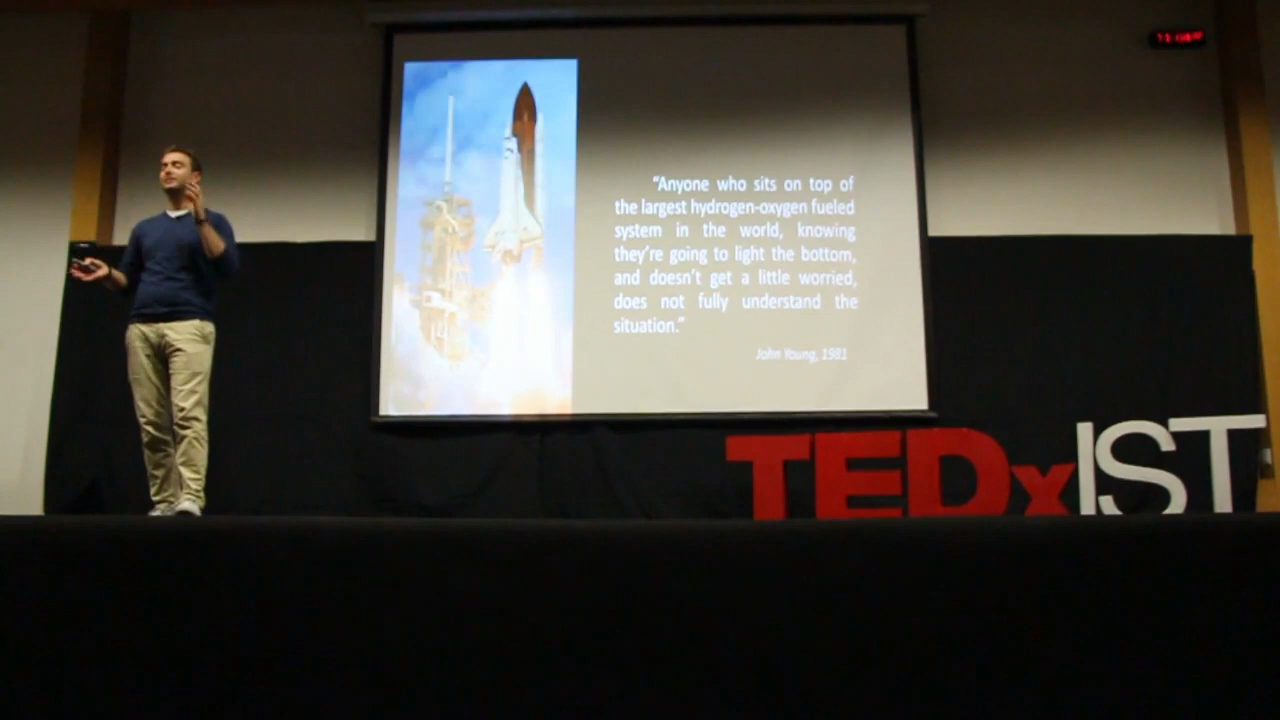 “Anyone who sits on top of
the largest hydrogen-oxygen fueled
system in the world, knowing
they’re going to light the bottom,
and doesn’t get a little worried,
does not fully understand the
situation.”
John Young, 1981
TEDxIST